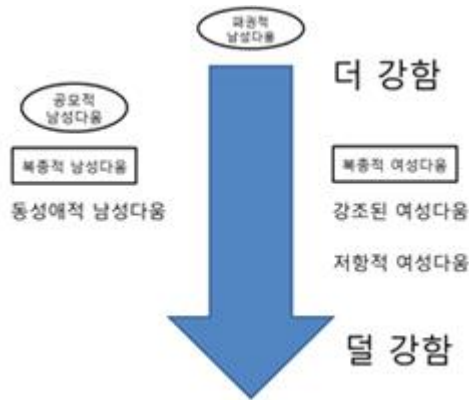 패권적
남성다움
더 강함
공모적
남성다움
복종적 남성다움
복종적 여성다움
동성애적 남성다움
강조된 여성다움
저항적 여성다움
덜 강함